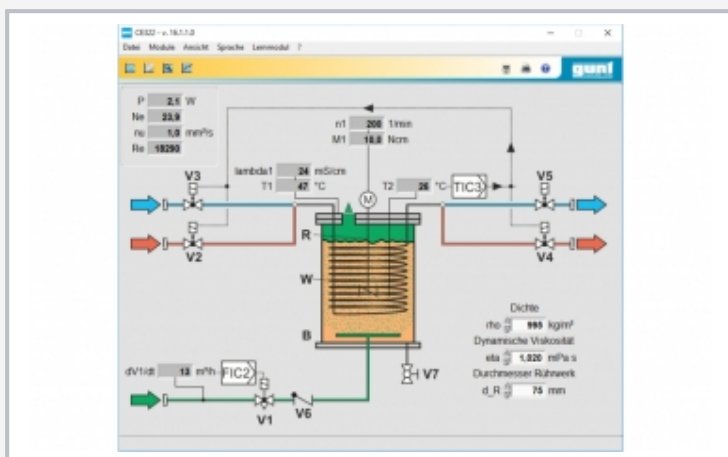 CE322 - v. 16.1.1.0
Datei Module Ansicht Sprache Lernmodul ?
gunt
P 2,1 W
Ne 23,9
nu 1,0 mm²/s
Re 18290
n1 200 1/min
M1 10,0 Ncm
lambda1 24 mS/cm
T1 47 °C
M
T2 26 °C
TIC3
V3
V5
V2
V4
R
W
B
Dichte
rho 995 kg/m³
Dynamische Viskosität
eta 1,020 mPa s
Durchmesser Rührwerk
d_R 75 mm
dV1/dt 13 m³/h FIC2
V7
V1
V6